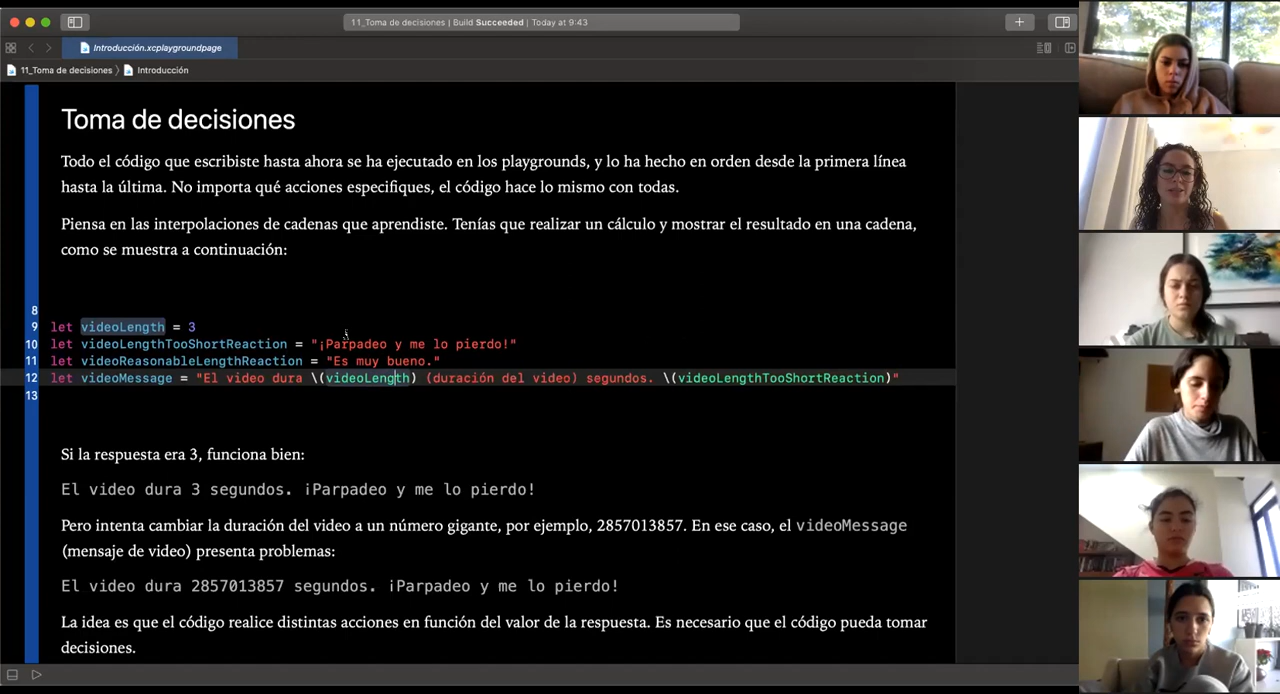 11_Toma de decisiones | Build Succeeded | Today at 9:43
Introducción.xcplaygroundpage
11_Toma de decisiones 〉 Introducción
Toma de decisiones
Todo el código que escribiste hasta ahora se ha ejecutado en los playgrounds, y lo ha hecho en orden desde la primera línea
hasta la última. No importa qué acciones especifiques, el código hace lo mismo con todas.
Piensa en las interpolaciones de cadenas que aprendiste. Tenías que realizar un cálculo y mostrar el resultado en una cadena,
como se muestra a continuación:
8
9 let videoLength = 3
10 let videoLengthTooShortReaction = "¡Parpadeo y me lo pierdo!"
11 let videoReasonableLengthReaction = "Es muy bueno."
12 let videoMessage = "El video dura \(videoLength) (duración del video) segundos. \(videoLengthTooShortReaction)"
13
Si la respuesta era 3, funciona bien:
El video dura 3 segundos. ¡Parpadeo y me lo pierdo!
Pero intenta cambiar la duración del video a un número gigante, por ejemplo, 2857013857. En ese caso, el videoMessage
(mensaje de video) presenta problemas:
El video dura 2857013857 segundos. ¡Parpadeo y me lo pierdo!
La idea es que el código realice distintas acciones en función del valor de la respuesta. Es necesario que el código pueda tomar
decisiones.